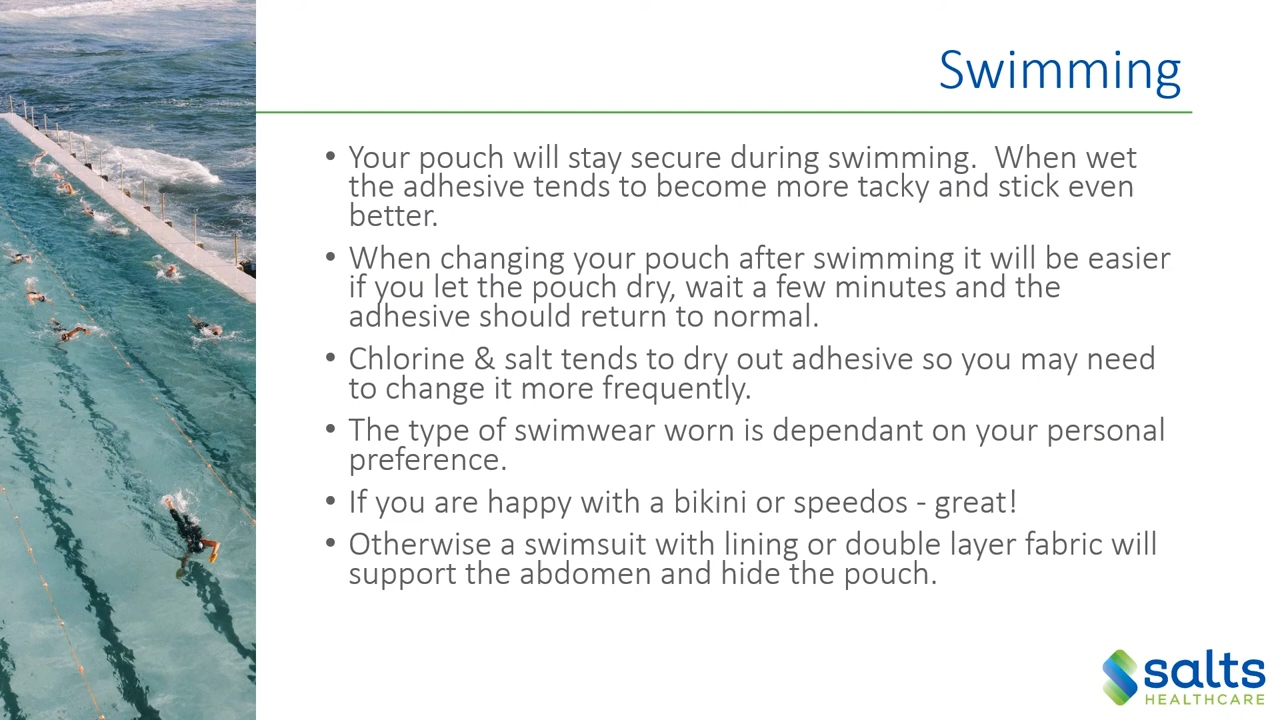 Swimming
• Your pouch will stay secure during swimming.  When wet
the adhesive tends to become more tacky and stick even
better.
• When changing your pouch after swimming it will be easier
if you let the pouch dry, wait a few minutes and the
adhesive should return to normal.
• Chlorine & salt tends to dry out adhesive so you may need
to change it more frequently.
• The type of swimwear worn is dependant on your personal
preference.
• If you are happy with a bikini or speedos - great!
• Otherwise a swimsuit with lining or double layer fabric will
support the abdomen and hide the pouch.
salts
HEALTHCARE